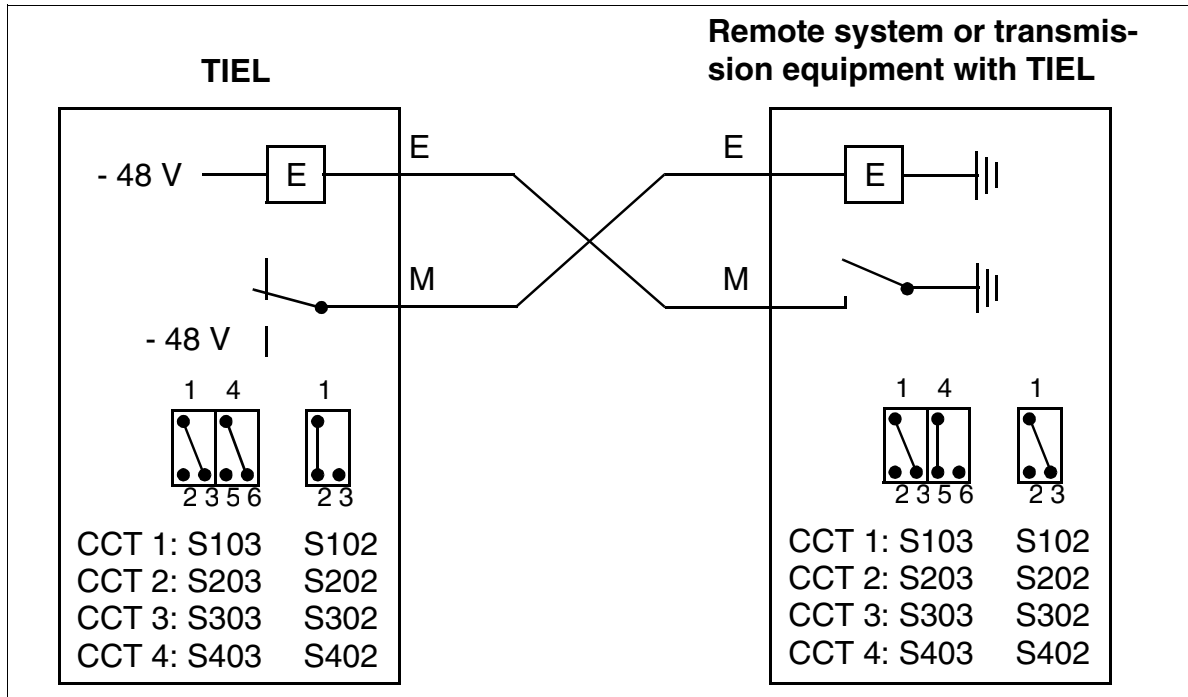 TIEL
Remote system or transmis-
sion equipment with TIEL
E
E
- 48 V
E
E
M
M
- 48 V
1 4 1
2 3 5 6 2 3
CCT 1: S103 S102
CCT 2: S203 S202
CCT 3: S303 S302
CCT 4: S403 S402
1 4 1
2 3 5 6 2 3
CCT 1: S103 S102
CCT 2: S203 S202
CCT 3: S303 S302
CCT 4: S403 S402